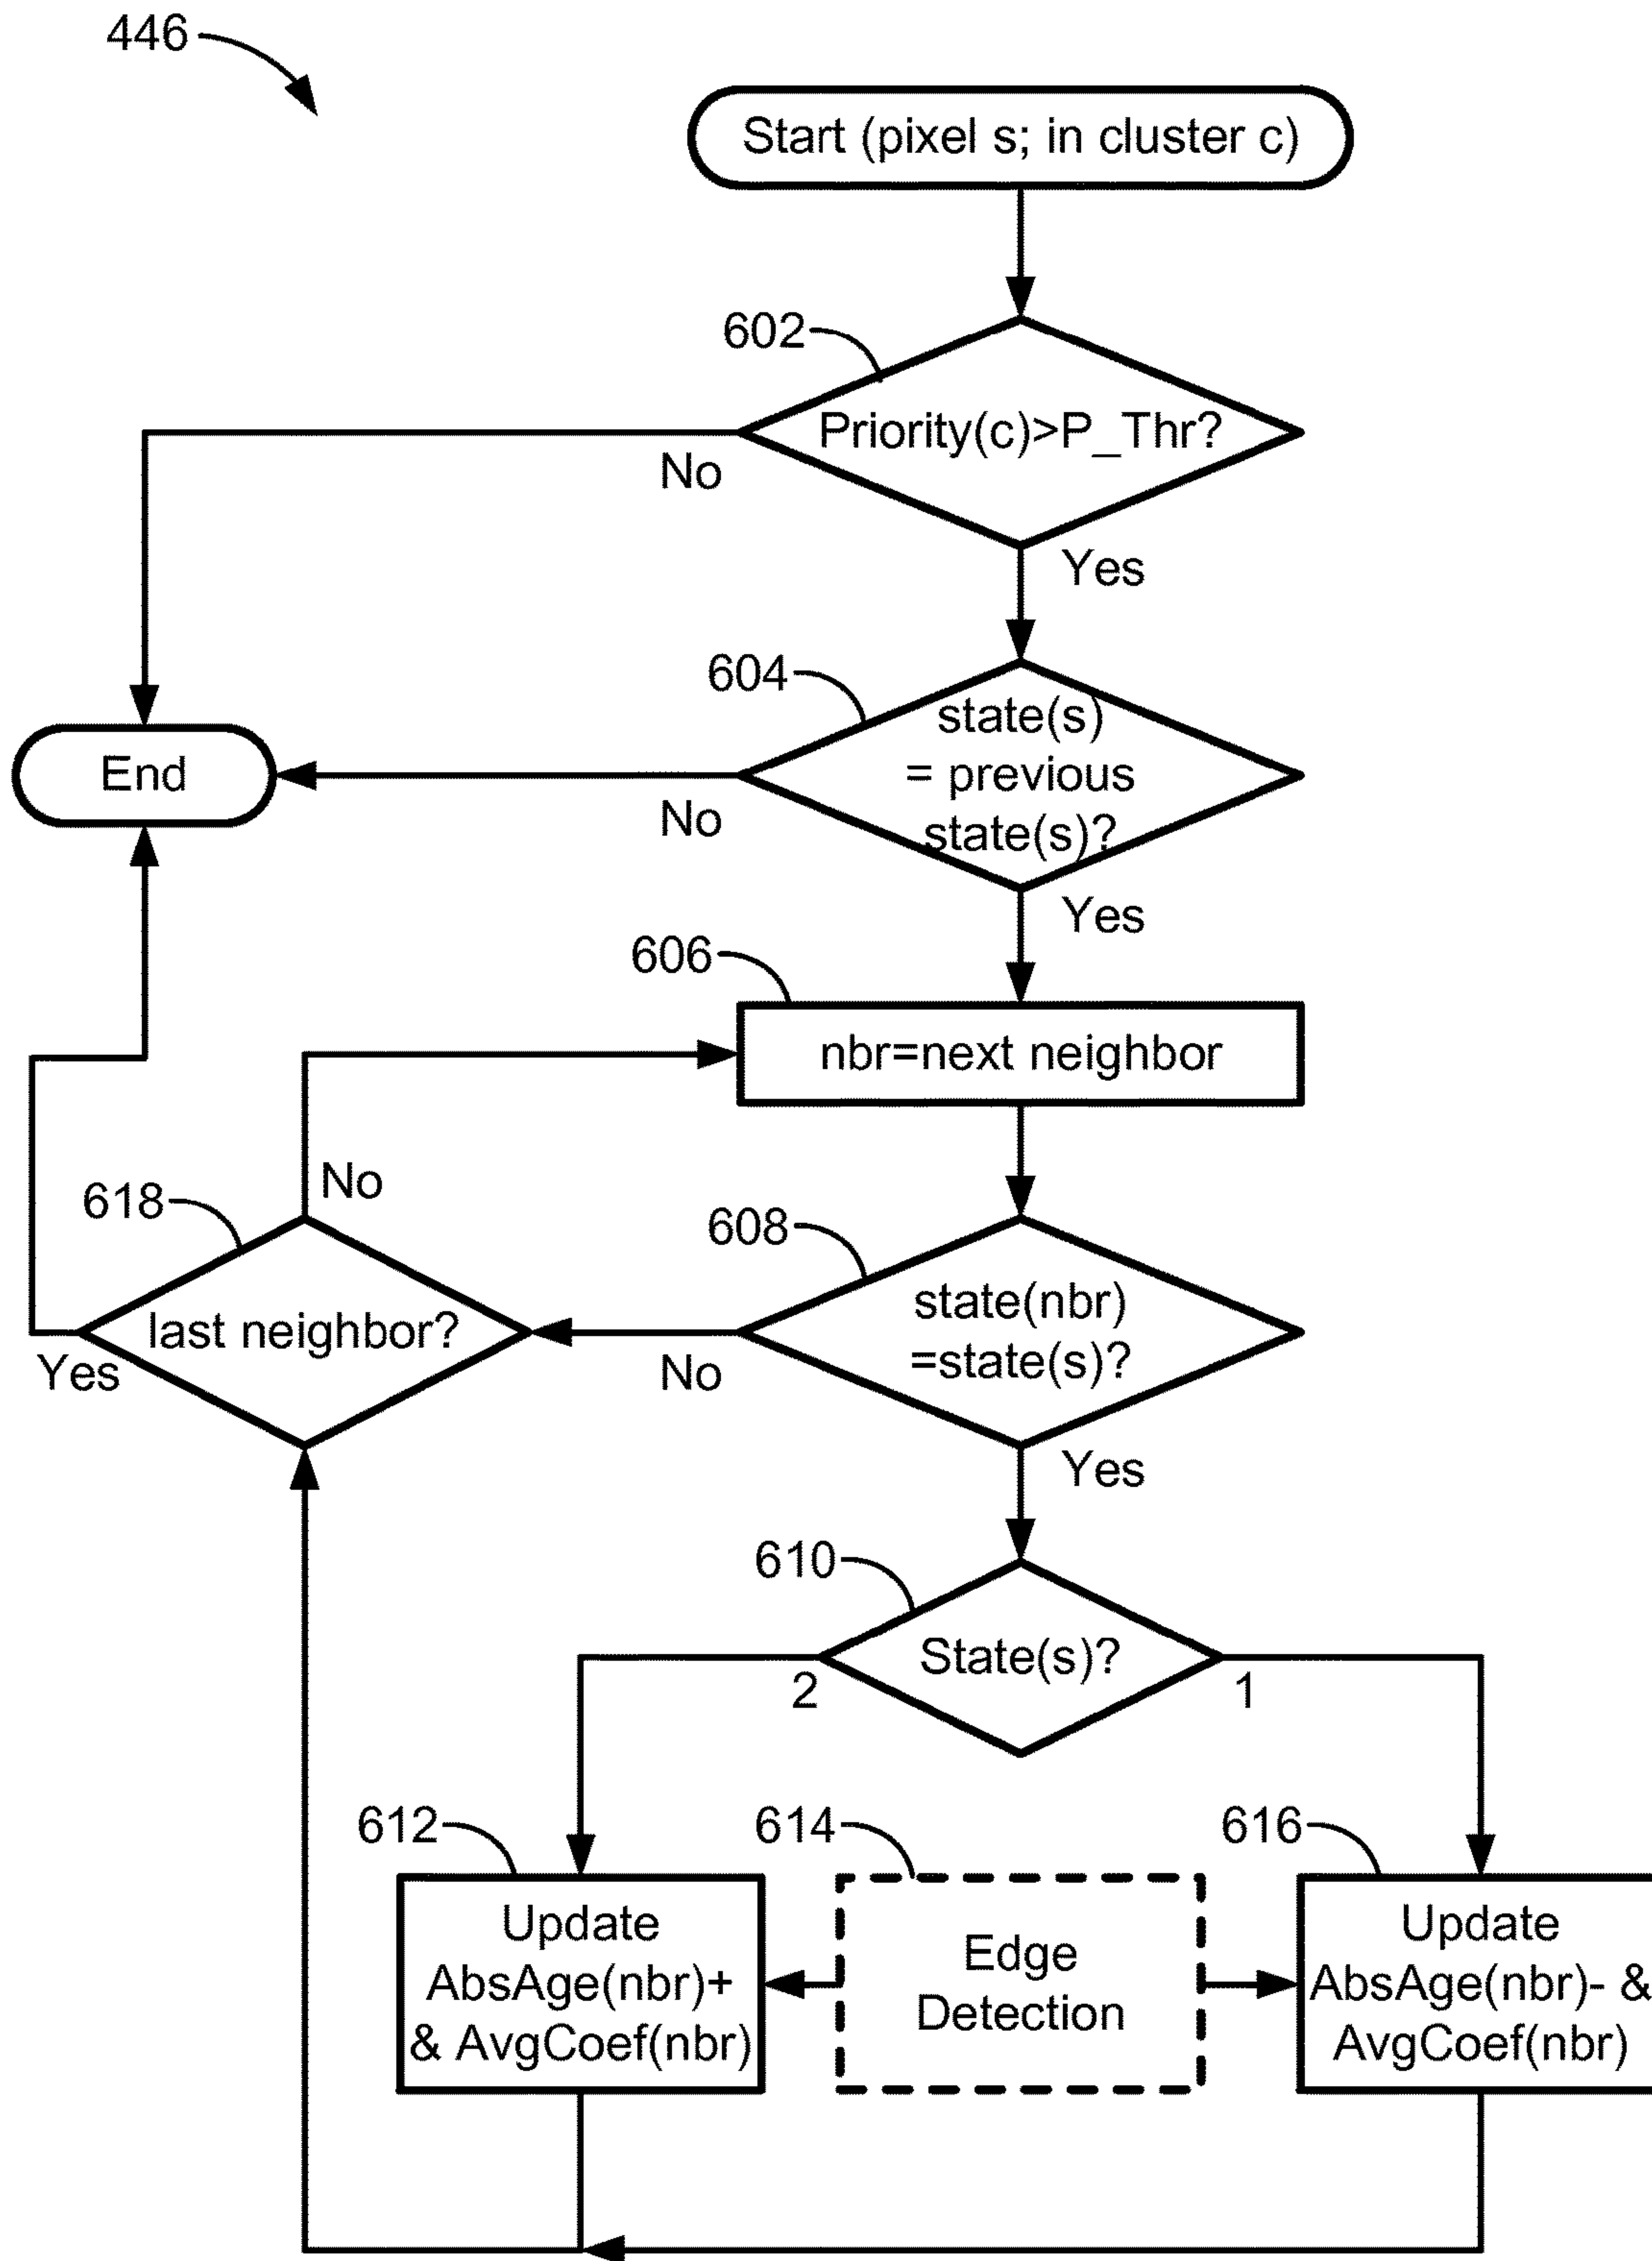 446
Start (pixel s; in cluster c)
602
Priority(c)>P_Thr?
No
Yes
604
state(s)
= previous
state(s)?
End
No
Yes
606
nbr=next neighbor
No
618
608
last neighbor?
state(nbr)
=state(s)?
Yes
No
Yes
610
State(s)?
2
1
612
614
616
Update
AbsAge(nbr)+
& AvgCoef(nbr)
Edge
Detection
Update
AbsAge(nbr)- &
AvgCoef(nbr)